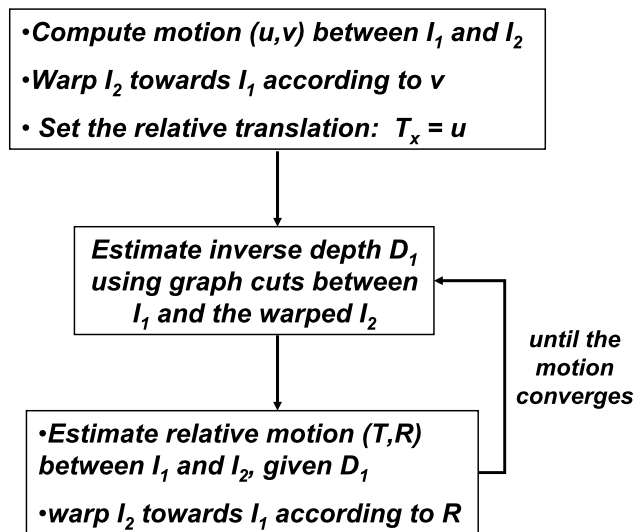 •Compute motion (u,v) between I₁ and I₂
•Warp I₂ towards I₁ according to v
• Set the relative translation: Tₓ = u
Estimate inverse depth D₁
using graph cuts between
I₁ and the warped I₂
until the
motion
converges
•Estimate relative motion (T,R)
between I₁ and I₂, given D₁
•warp I₂ towards I₁ according to R